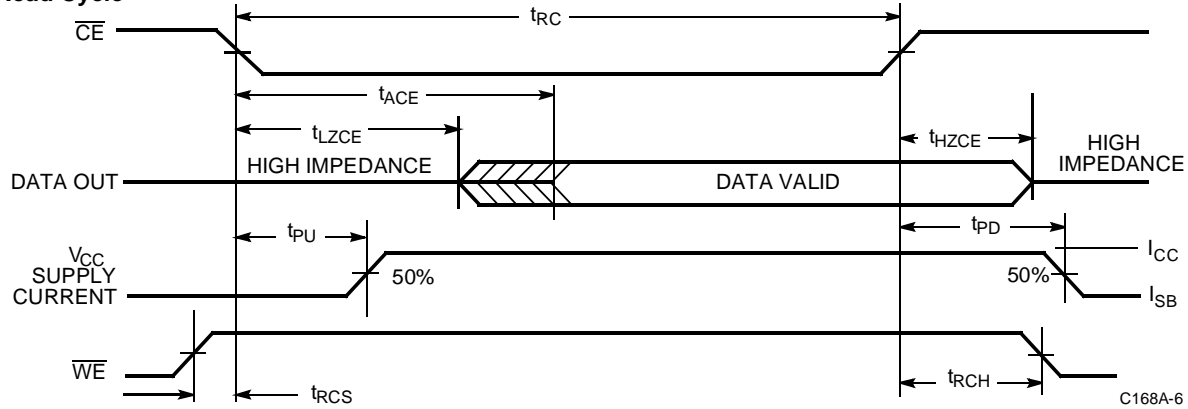 Read Cycle
tRC
CE
tACE
tLZCE
tHZCE
HIGH IMPEDANCE
HIGH
IMPEDANCE
DATA OUT
DATA VALID
tPU
tPD
VCC
SUPPLY
CURRENT
50%
50%
ICC
ISB
WE
tRCS
tRCH
C168A-6